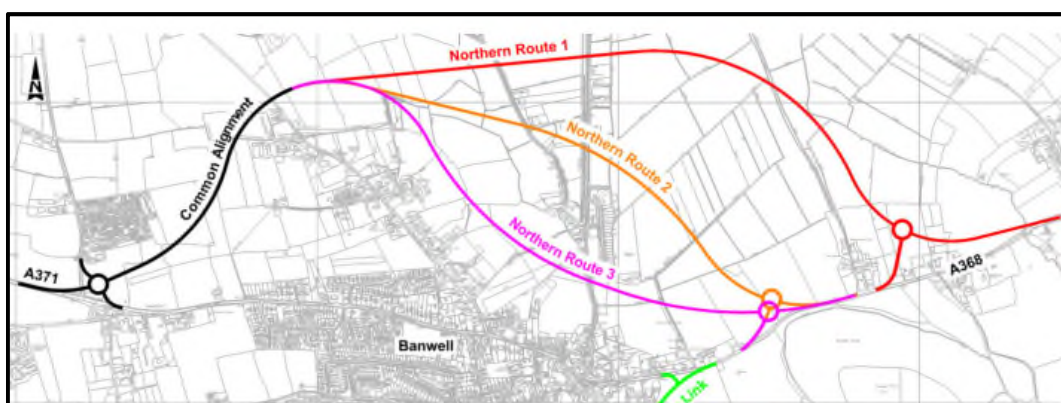 Northern Route 1
N
Common Alignment
Northern Route 2
Northern Route 3
A371
A368
Banwell
Link